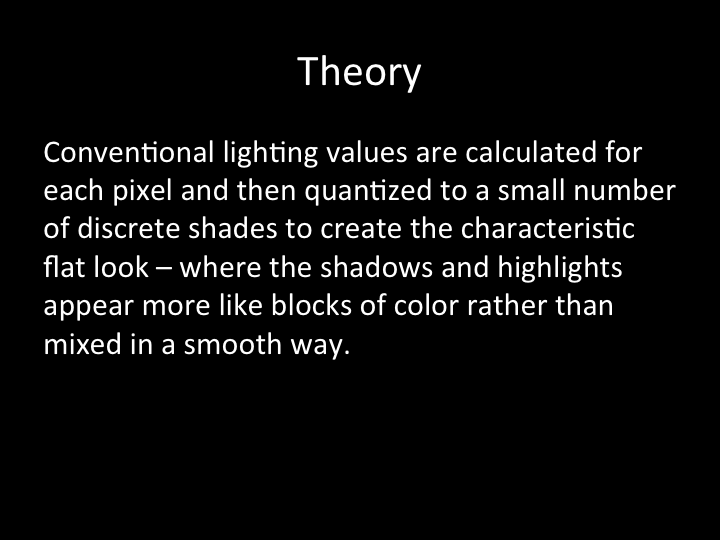 Theory
Conventional lighting values are calculated for
each pixel and then quantized to a small number
of discrete shades to create the characteristic
flat look – where the shadows and highlights
appear more like blocks of color rather than
mixed in a smooth way.